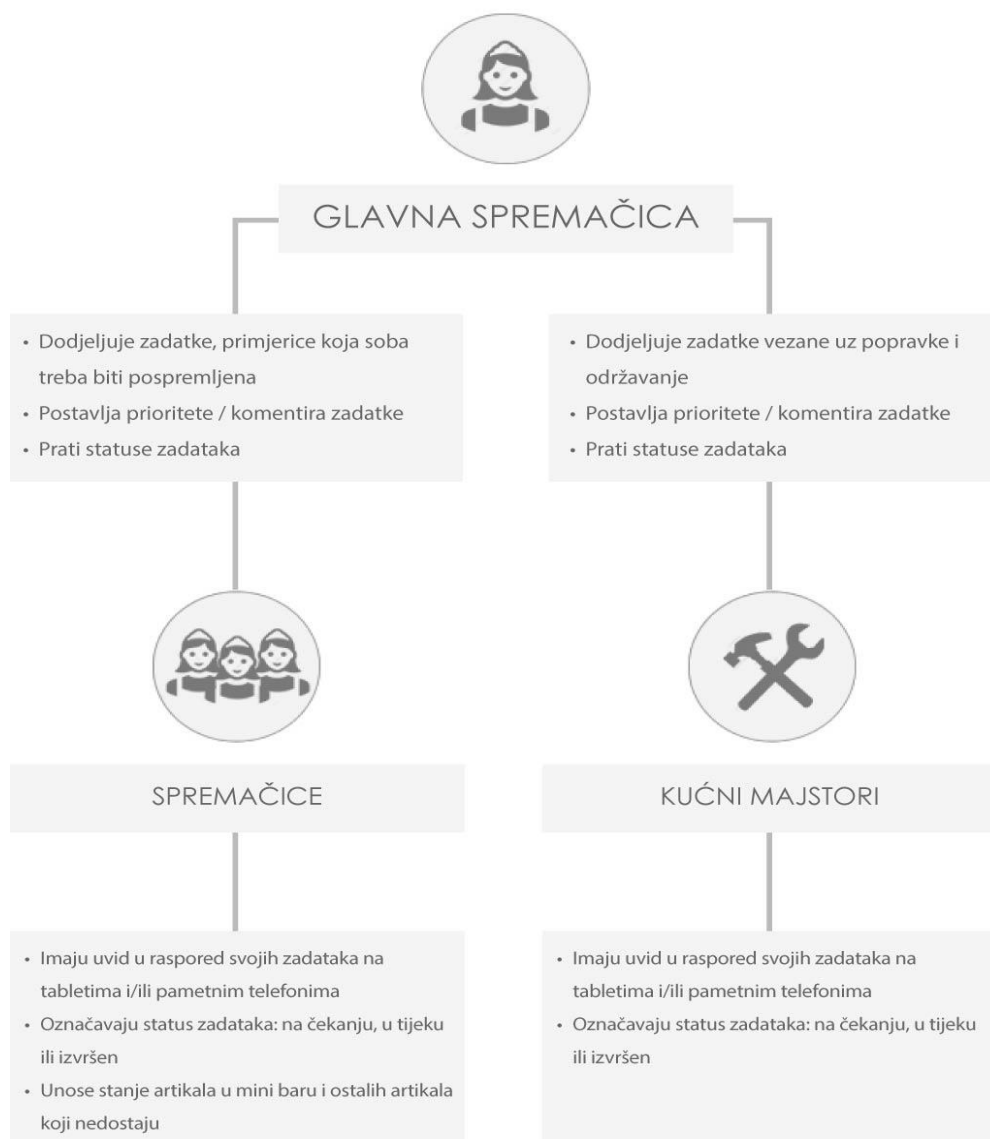 GLAVNA SPREMAČICA
• Dodjeljuje zadatke, primjerice koja soba
treba biti pospremljena
• Postavlja prioritete / komentira zadatke
• Prati statuse zadataka
• Dodjeljuje zadatke vezane uz popravke i
održavanje
• Postavlja prioritete / komentira zadatke
• Prati statuse zadataka
SPREMAČICE
KUĆNI MAJSTORI
• Imaju uvid u raspored svojih zadataka na
tabletima i/ili pametnim telefonima
• Označavaju status zadataka: na čekanju, u tijeku
ili izvršen
• Unose stanje artikala u mini baru i ostalih artikala
koji nedostaju
• Imaju uvid u raspored svojih zadataka na
tabletima i/ili pametnim telefonima
• Označavaju status zadataka: na čekanju, u tijeku
ili izvršen